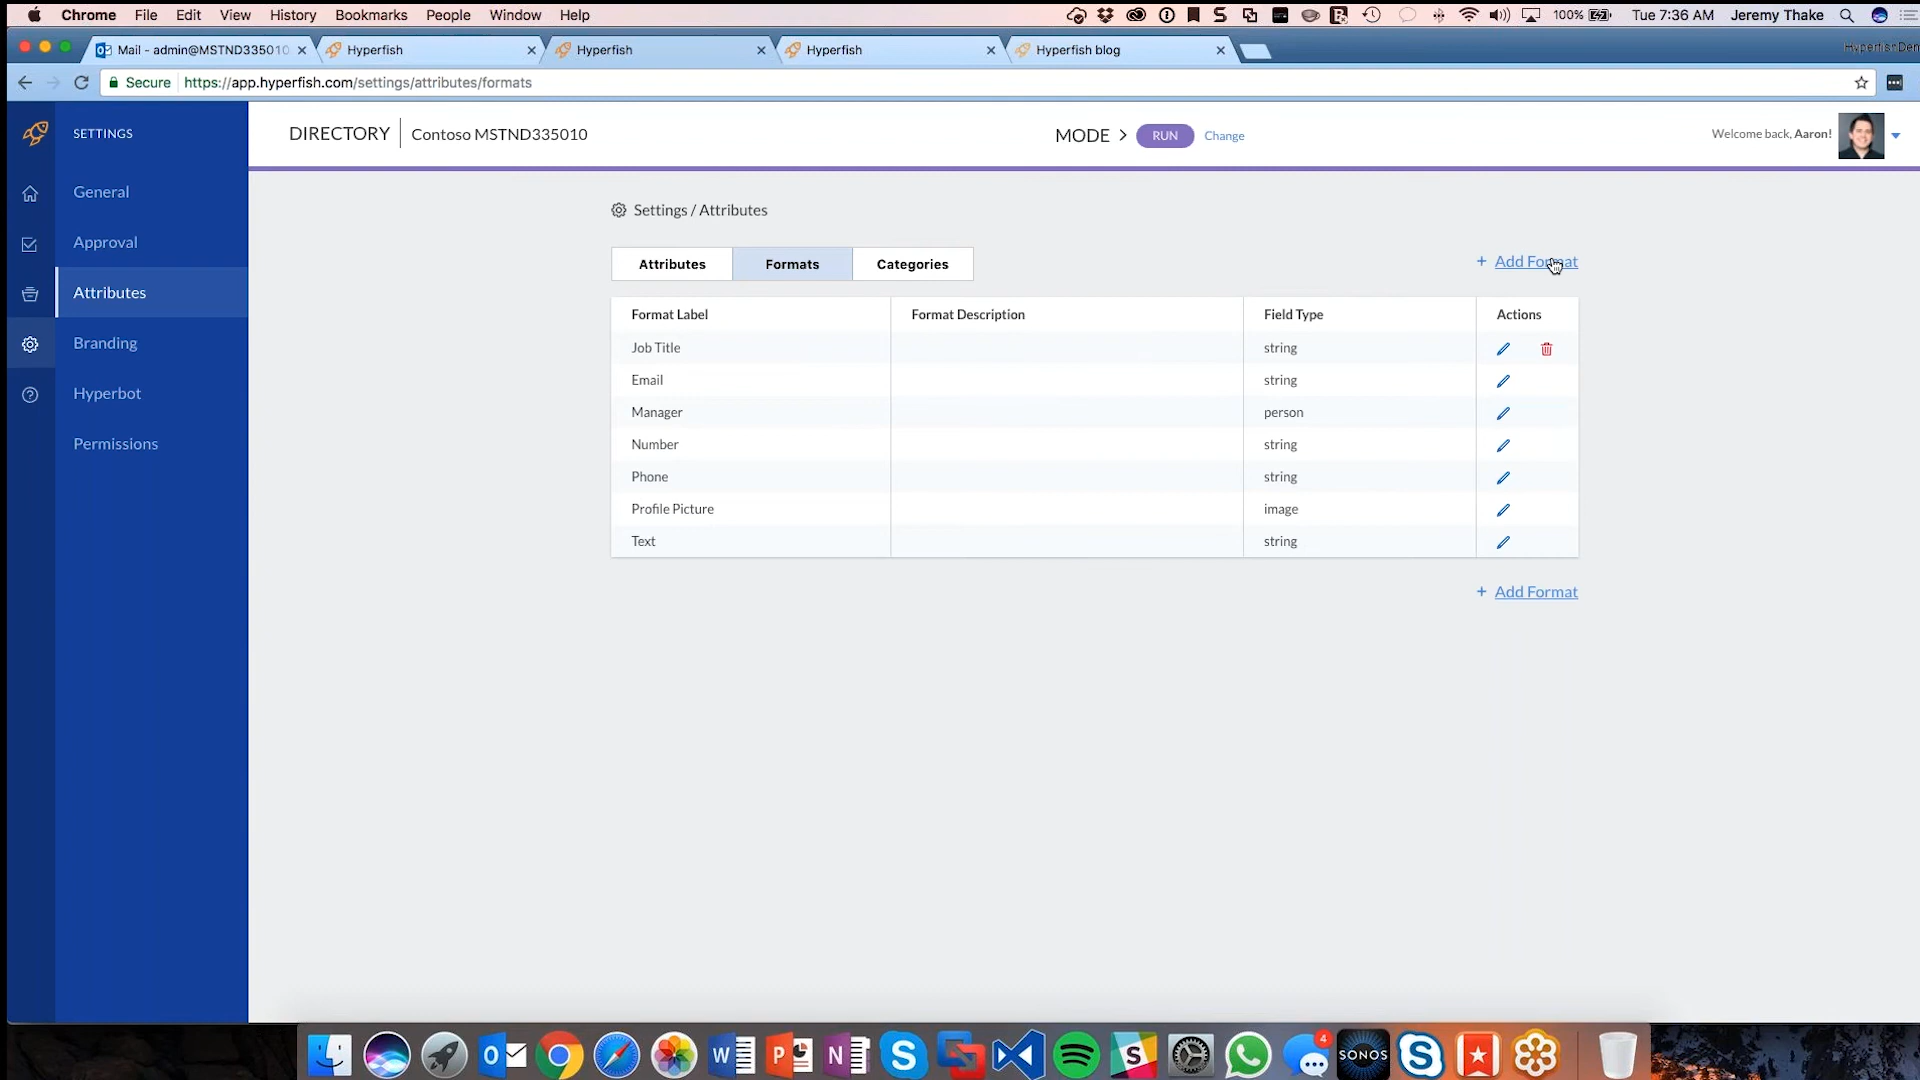 Chrome File Edit View History Bookmarks People Window Help 100% Tue 7:36 AM Jeremy Thake
Mail - admin@MSTND335010 Hyperfish Hyperfish Hyperfish Hyperfish blog
Secure https://app.hyperfish.com/settings/attributes/formats
SETTINGS
General
Approval
Attributes
Branding
Hyperbot
Permissions
DIRECTORY Contoso MSTND335010 MODE > RUN Change Welcome back, Aaron!
Settings / Attributes
Attributes Formats Categories + Add Format
Format Label Format Description Field Type Actions
Job Title string
Email string
Manager person
Number string
Phone string
Profile Picture image
Text string
+ Add Format
4
SONOS